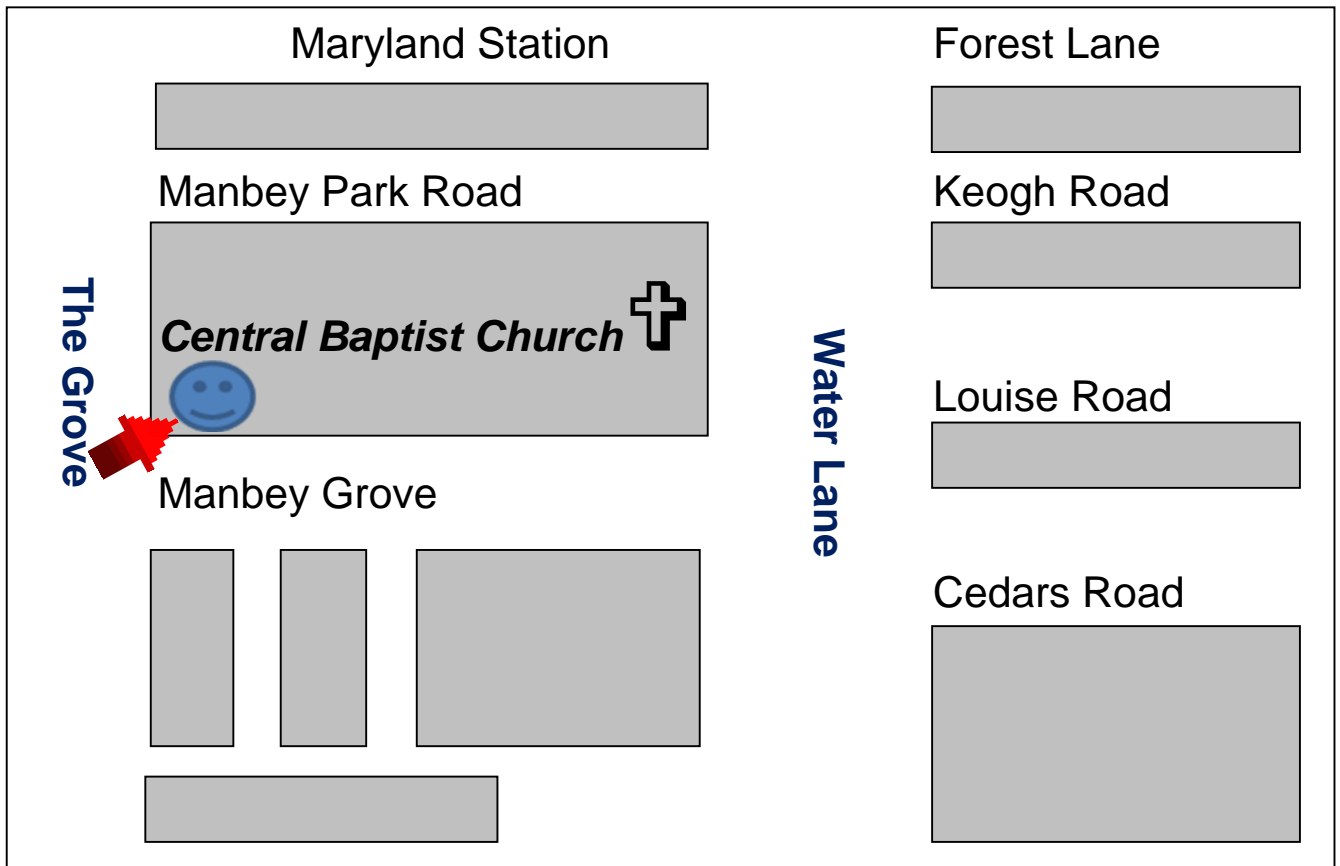 Maryland Station
Forest Lane
Manbey Park Road
Keogh Road
The Grove
Central Baptist Church
Water Lane
Louise Road
Manbey Grove
Cedars Road